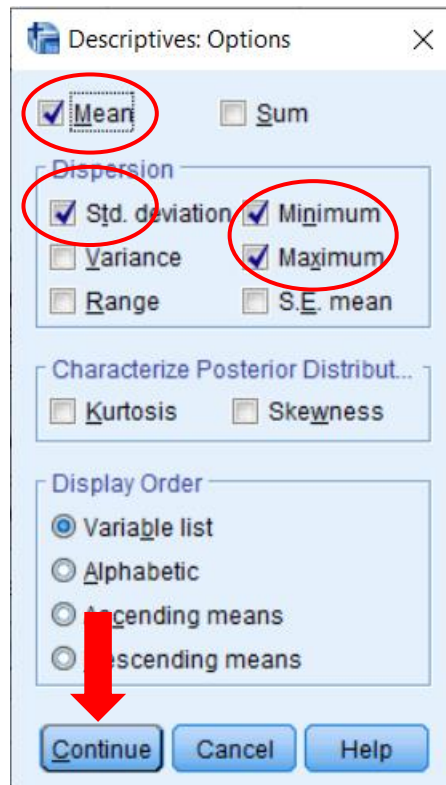 Descriptives: Options
Mean Sum
Dispersion
Std. deviation Minimum
Variance Maximum
Range S.E. mean
Characterize Posterior Distribut...
Kurtosis Skewness
Display Order
Variable list
Alphabetic
Ascending means
Descending means
Continue Cancel Help